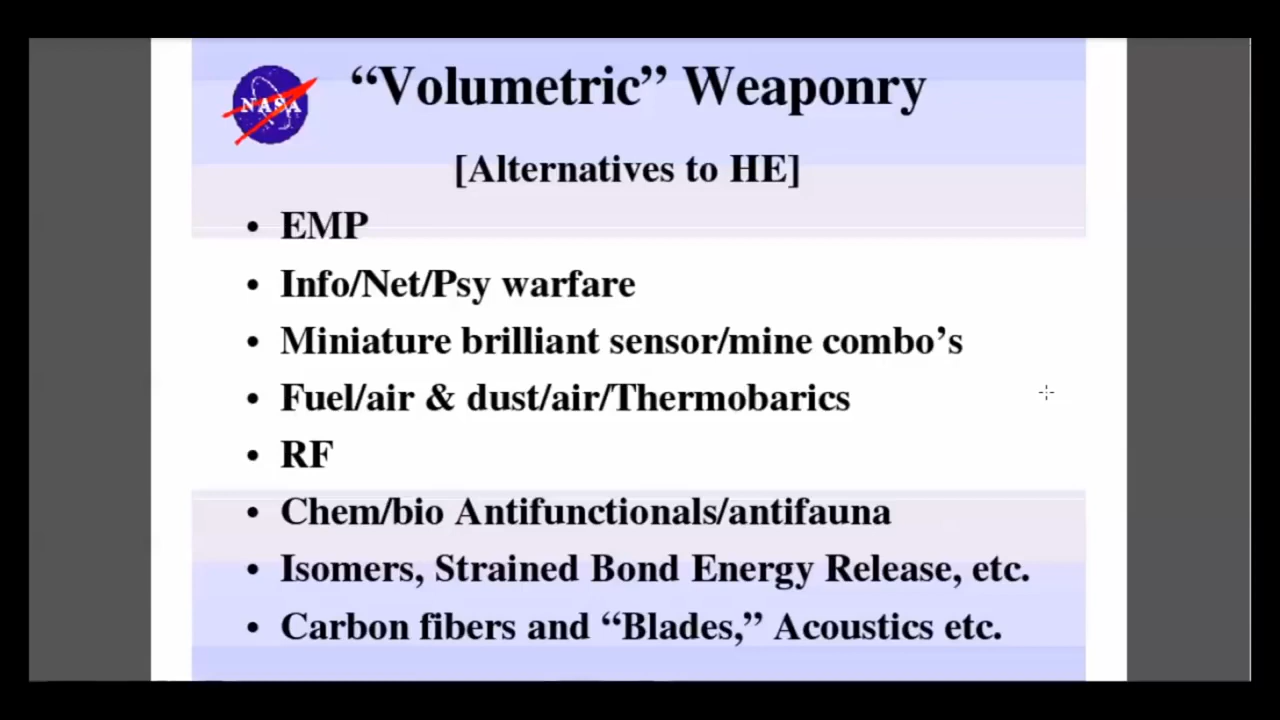 “Volumetric” Weaponry
NASA
[Alternatives to HE]
• EMP
• Info/Net/Psy warfare
• Miniature brilliant sensor/mine combo’s
• Fuel/air & dust/air/Thermobarics
• RF
• Chem/bio Antifunctionals/antifauna
• Isomers, Strained Bond Energy Release, etc.
• Carbon fibers and “Blades,” Acoustics etc.